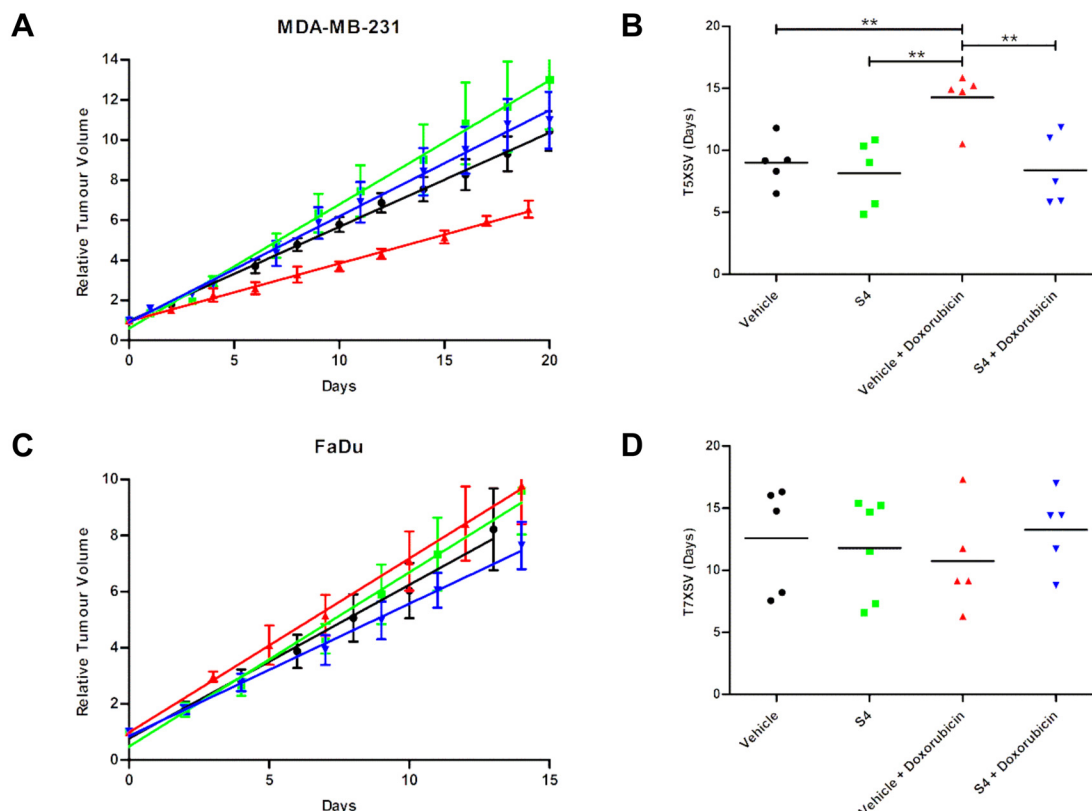 A
MDA-MB-231
Relative Tumour Volume
14
12
10
8
6
4
2
0
0
5
10
15
20
Days
B
**
**
**
T5XSV (Days)
20
15
10
5
0
Vehicle
S4
Vehicle + Doxorubicin
S4 + Doxorubicin
C
FaDu
Relative Tumour Volume
10
8
6
4
2
0
0
5
10
15
Days
D
T7XSV (Days)
20
15
10
5
0
Vehicle
S4
Vehicle + Doxorubicin
S4 + Doxorubicin